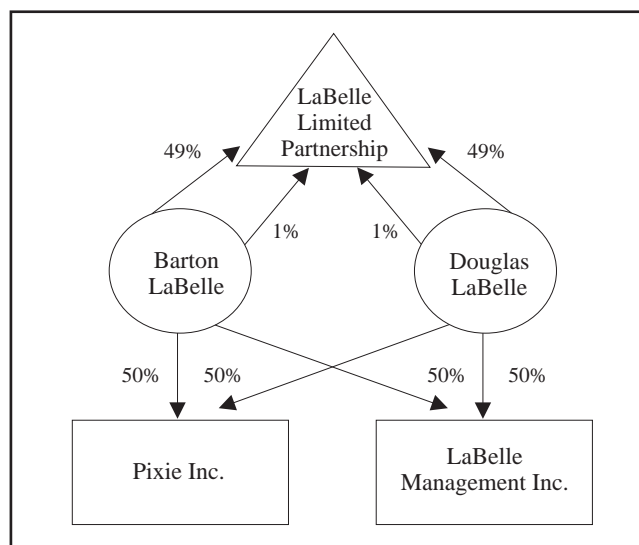 LaBelle
Limited
Partnership
49%
49%
1%
1%
Barton
LaBelle
Douglas
LaBelle
50%
50%
50%
50%
Pixie Inc.
LaBelle
Management Inc.